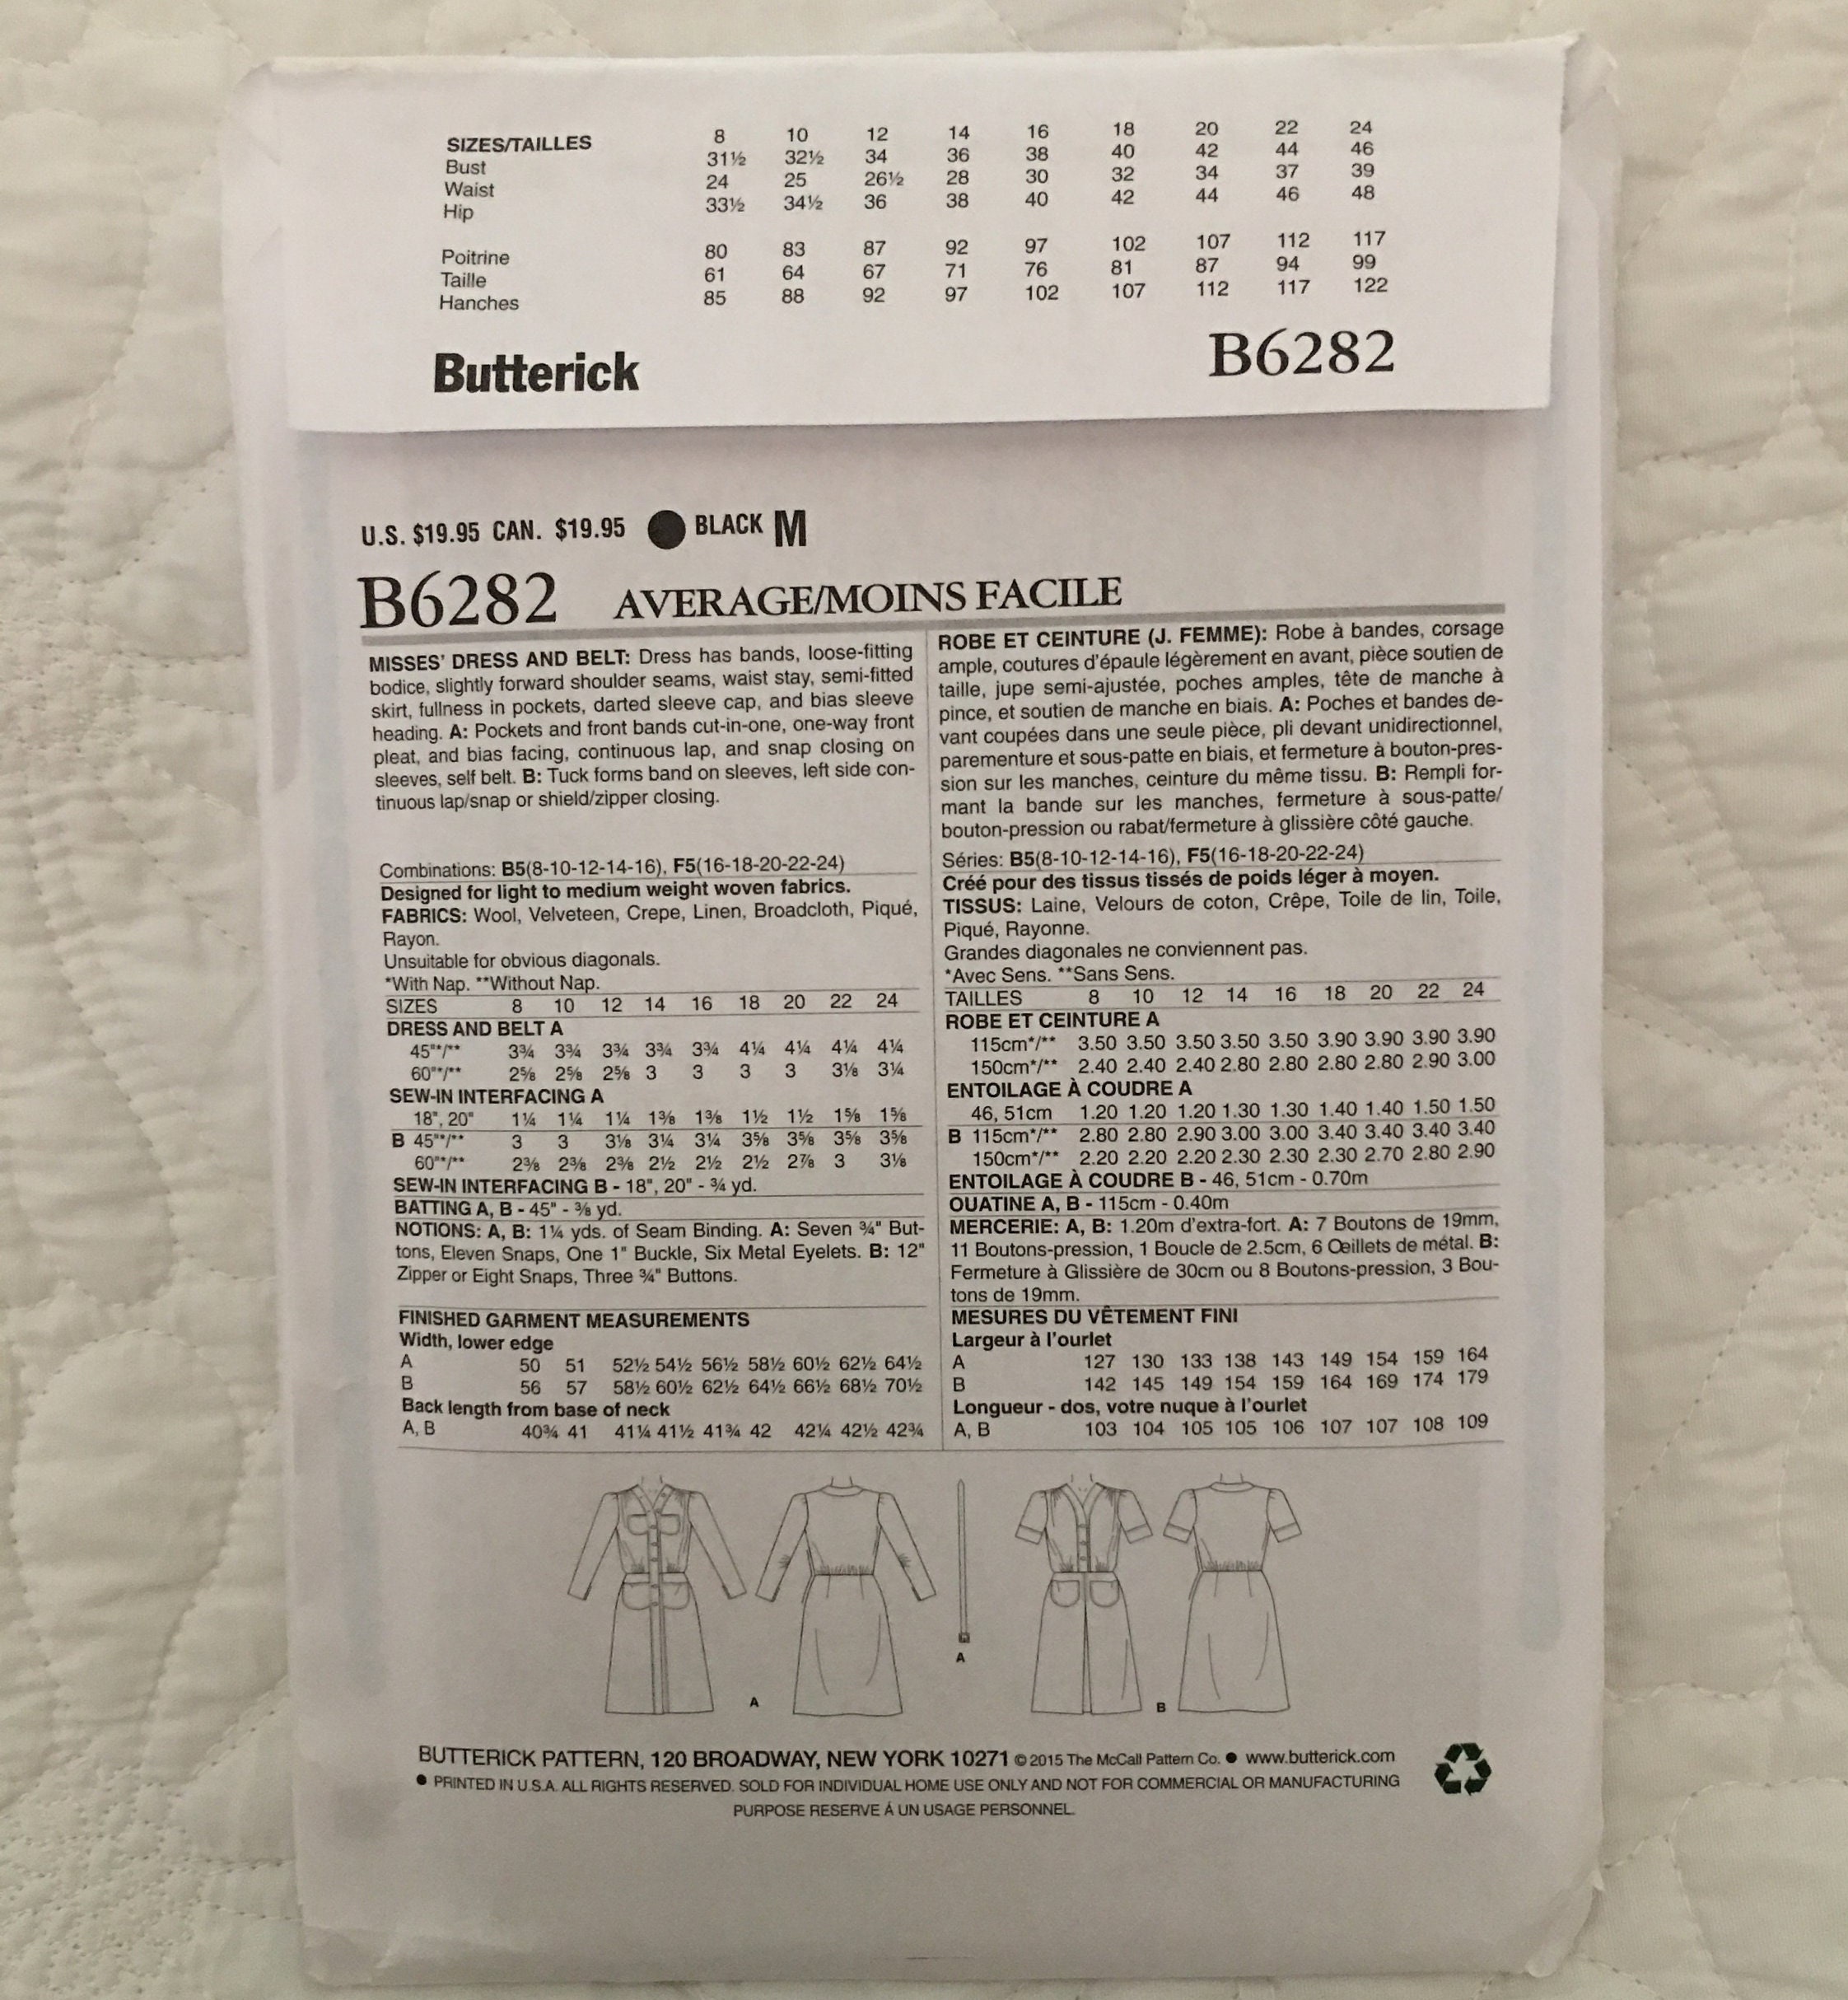 SIZES/TAILLES 8 10 12 14 16 18 20 22 24
Bust 31½ 32½ 34 36 38 40 42 44 46
Waist 24 25 26½ 28 30 32 34 37 39
Hip 33½ 34½ 36 38 40 42 44 46 48
Poitrine 80 83 87 92 97 102 107 112 117
Taille 61 64 67 71 76 81 87 94 99
Hanches 85 88 92 97 102 107 112 117 122
Butterick B6282
U.S. $19.95 CAN. $19.95 BLACK M
B6282 AVERAGE/MOINS FACILE
MISSES' DRESS AND BELT: Dress has bands, loose-fitting
bodice, slightly forward shoulder seams, waist stay, semi-fitted
skirt, fullness in pockets, darted sleeve cap, and bias sleeve
heading. A: Pockets and front bands cut-in-one, one-way front
pleat, and bias facing, continuous lap, and snap closing on
sleeves, self belt. B: Tuck forms band on sleeves, left side con-
tinuous lap/snap or shield/zipper closing.
Combinations: B5(8-10-12-14-16), F5(16-18-20-22-24)
Designed for light to medium weight woven fabrics.
FABRICS: Wool, Velveteen, Crepe, Linen, Broadcloth, Piqué,
Rayon.
Unsuitable for obvious diagonals.
*With Nap. **Without Nap.
SIZES 8 10 12 14 16 18 20 22 24
DRESS AND BELT A
45"*/** 3¾ 3¾ 3¾ 3¾ 3¾ 4¼ 4¼ 4¼ 4¼
60"*/** 2⅝ 2⅝ 2⅝ 3 3 3 3 3⅛ 3¼
SEW-IN INTERFACING A
18", 20" 1¼ 1¼ 1¼ 1⅜ 1⅜ 1½ 1½ 1⅝ 1⅝
B 45"*/** 3 3 3⅛ 3¼ 3¼ 3⅝ 3⅝ 3⅝ 3⅝
60"*/** 2⅜ 2⅜ 2⅜ 2½ 2½ 2½ 2⅞ 3 3⅛
SEW-IN INTERFACING B - 18", 20" - ¾ yd.
BATTING A, B - 45" - ⅜ yd.
NOTIONS: A, B: 1¼ yds. of Seam Binding. A: Seven ¾" But-
tons, Eleven Snaps, One 1" Buckle, Six Metal Eyelets. B: 12"
Zipper or Eight Snaps, Three ¾" Buttons.
FINISHED GARMENT MEASUREMENTS
Width, lower edge
A 50 51 52½ 54½ 56½ 58½ 60½ 62½ 64½
B 56 57 58½ 60½ 62½ 64½ 66½ 68½ 70½
Back length from base of neck
A, B 40¾ 41 41¼ 41½ 41¾ 42 42¼ 42½ 42¾
ROBE ET CEINTURE (J. FEMME): Robe à bandes, corsage
ample, coutures d'épaule légèrement en avant, pièce soutien de
taille, jupe semi-ajustée, poches amples, tête de manche à
pince, et soutien de manche en biais. A: Poches et bandes de-
vant coupées dans une seule pièce, pli devant unidirectionnel,
parementure et sous-patte en biais, et fermeture à bouton-pres-
sion sur les manches, ceinture du même tissu. B: Rempli for-
mant la bande sur les manches, fermeture à sous-patte/
bouton-pression ou rabat/fermeture à glissière côté gauche.
Séries: B5(8-10-12-14-16), F5(16-18-20-22-24)
Créé pour des tissus tissés de poids léger à moyen.
TISSUS: Laine, Velours de coton, Crêpe, Toile de lin, Toile,
Piqué, Rayonne.
Grandes diagonales ne conviennent pas.
*Avec Sens. **Sans Sens.
TAILLES 8 10 12 14 16 18 20 22 24
ROBE ET CEINTURE A
115cm*/** 3.50 3.50 3.50 3.50 3.50 3.90 3.90 3.90 3.90
150cm*/** 2.40 2.40 2.40 2.80 2.80 2.80 2.80 2.90 3.00
ENTOILAGE À COUDRE A
46, 51cm 1.20 1.20 1.20 1.30 1.30 1.40 1.40 1.50 1.50
B 115cm*/** 2.80 2.80 2.90 3.00 3.00 3.40 3.40 3.40 3.40
150cm*/** 2.20 2.20 2.20 2.30 2.30 2.30 2.70 2.80 2.90
ENTOILAGE À COUDRE B - 46, 51cm - 0.70m
OUATINE A, B - 115cm - 0.40m
MERCERIE: A, B: 1.20m d'extra-fort. A: 7 Boutons de 19mm,
11 Boutons-pression, 1 Boucle de 2.5cm, 6 Œillets de métal. B:
Fermeture à Glissière de 30cm ou 8 Boutons-pression, 3 Bou-
tons de 19mm.
MESURES DU VÊTEMENT FINI
Largeur à l'ourlet
A 127 130 133 138 143 149 154 159 164
B 142 145 149 154 159 164 169 174 179
Longueur - dos, votre nuque à l'ourlet
A, B 103 104 105 105 106 107 107 108 109
A
A
B
BUTTERICK PATTERN, 120 BROADWAY, NEW YORK 10271 © 2015 The McCall Pattern Co. ● www.butterick.com
● PRINTED IN U.S.A. ALL RIGHTS RESERVED. SOLD FOR INDIVIDUAL HOME USE ONLY AND NOT FOR COMMERCIAL OR MANUFACTURING
PURPOSE RESERVE Á UN USAGE PERSONNEL.